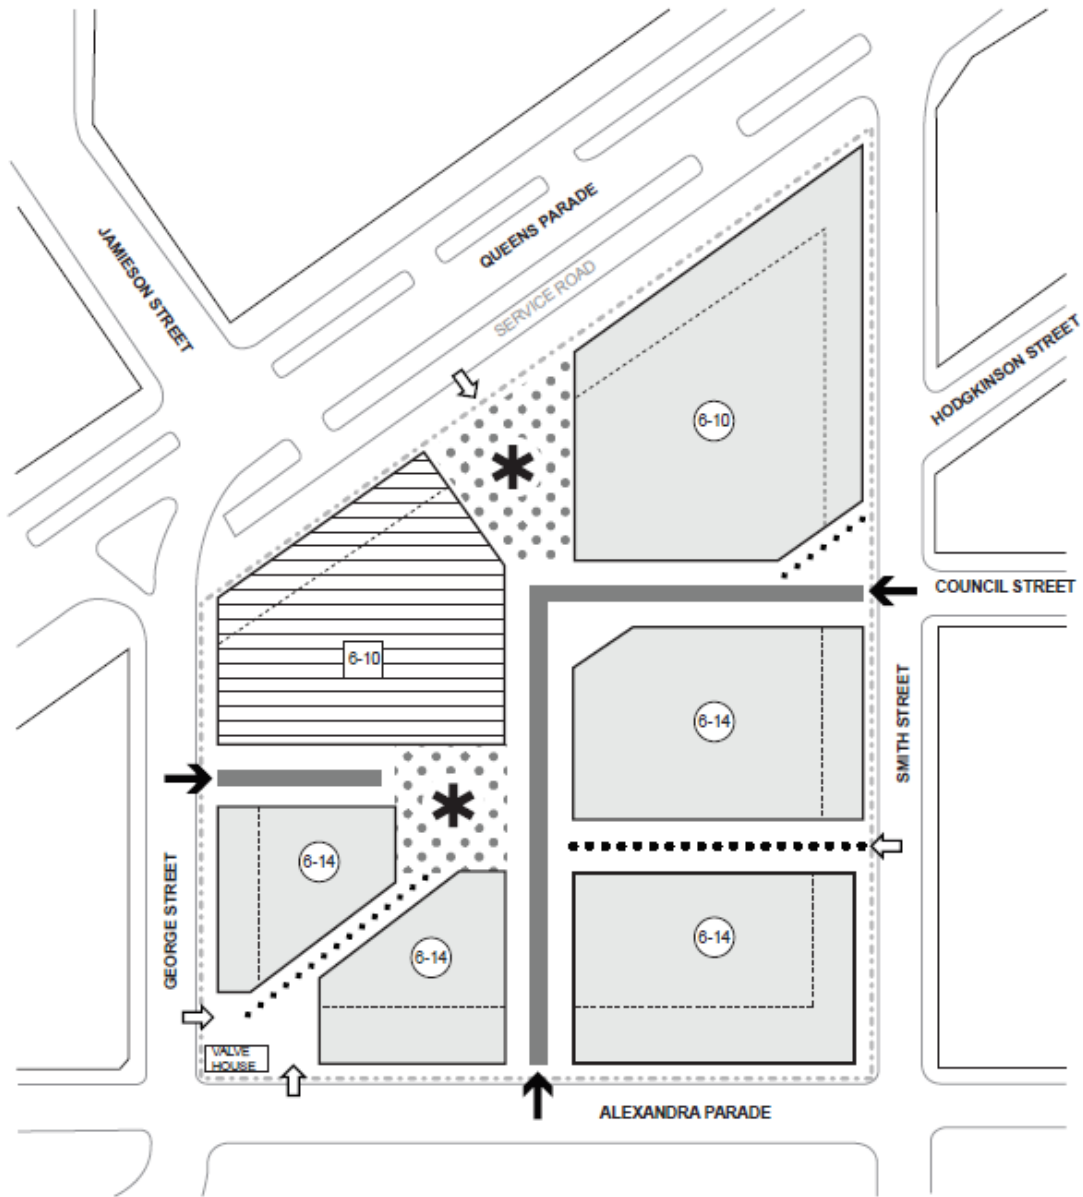 QUEENS PARADE
JAMIESON STREET
SERVICE ROAD
HODGKINSON STREET
6-10
COUNCIL STREET
6-10
SMITH STREET
6-14
6-14
GEORGE STREET
6-14
6-14
VALVE
HOUSE
ALEXANDRA PARADE